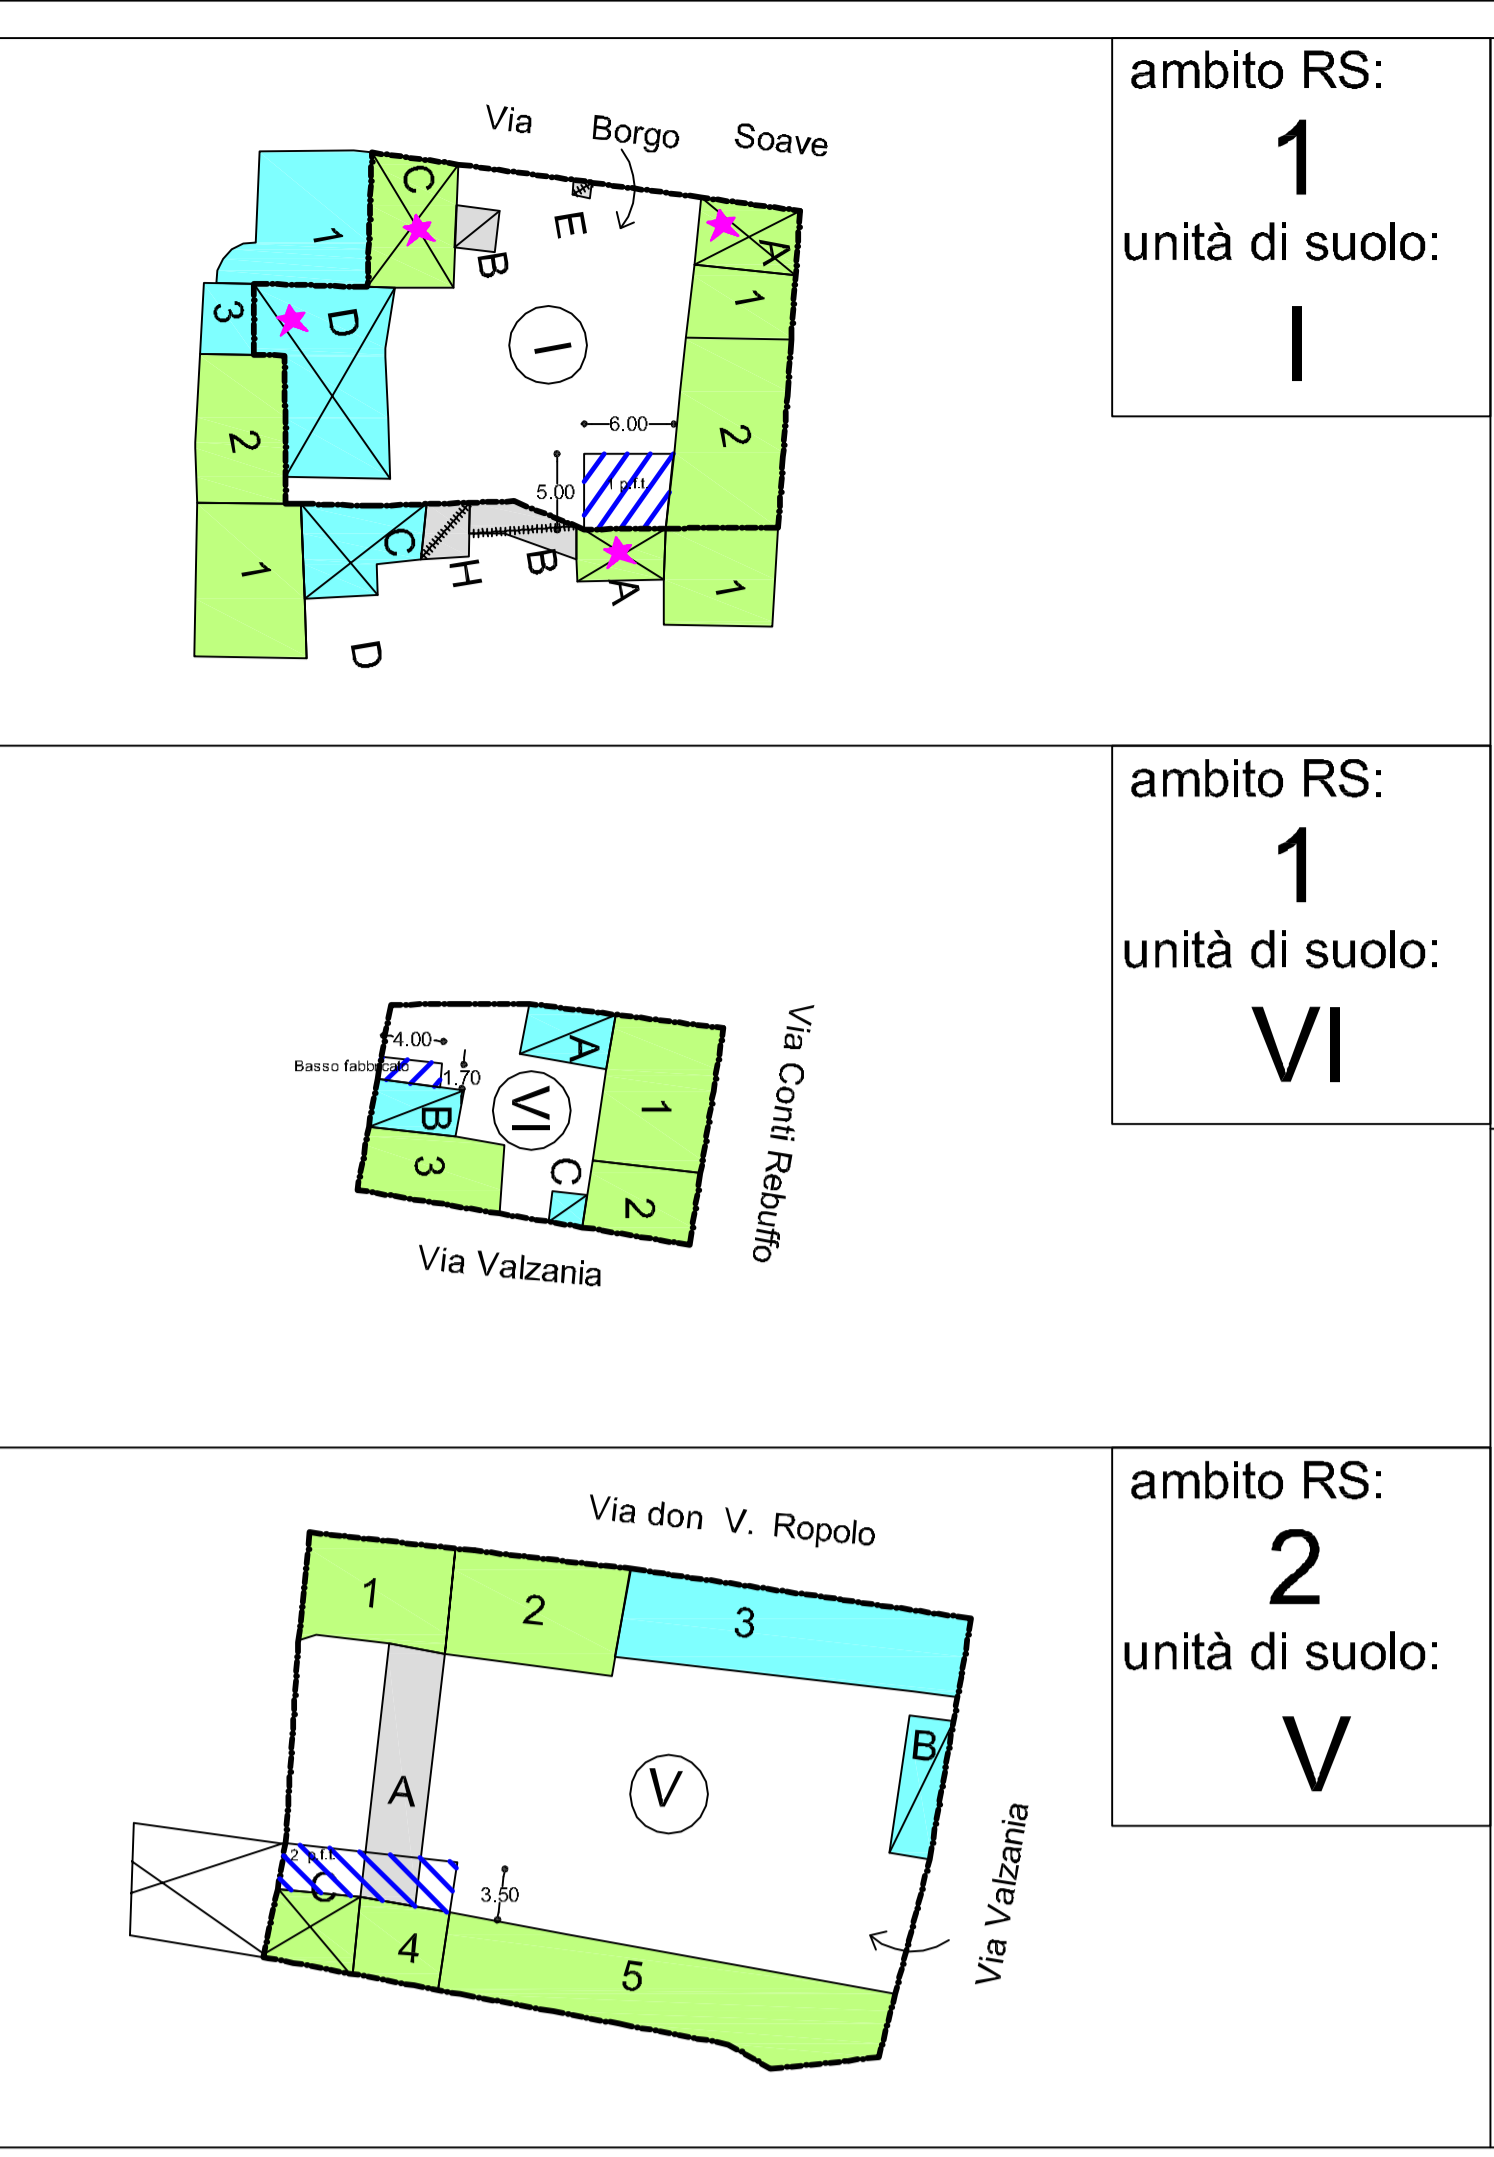 ambito RS:
1
unità di suolo:
I
Via Borgo Soave
C
E
A
1
B
1
3
D
I
2
2
6.00
5.00
1 p.f.t.
C
H
B
A
1
1
D
ambito RS:
1
unità di suolo:
VI
4.00
Basso fabbricato
1.70
A
B
VI
1
3
C
2
Via Conti Rebuffo
Via Valzania
ambito RS:
2
unità di suolo:
V
Via don V. Ropolo
1
2
3
B
A
V
2 p.f.t.
C
3.50
4
5
Via Valzania